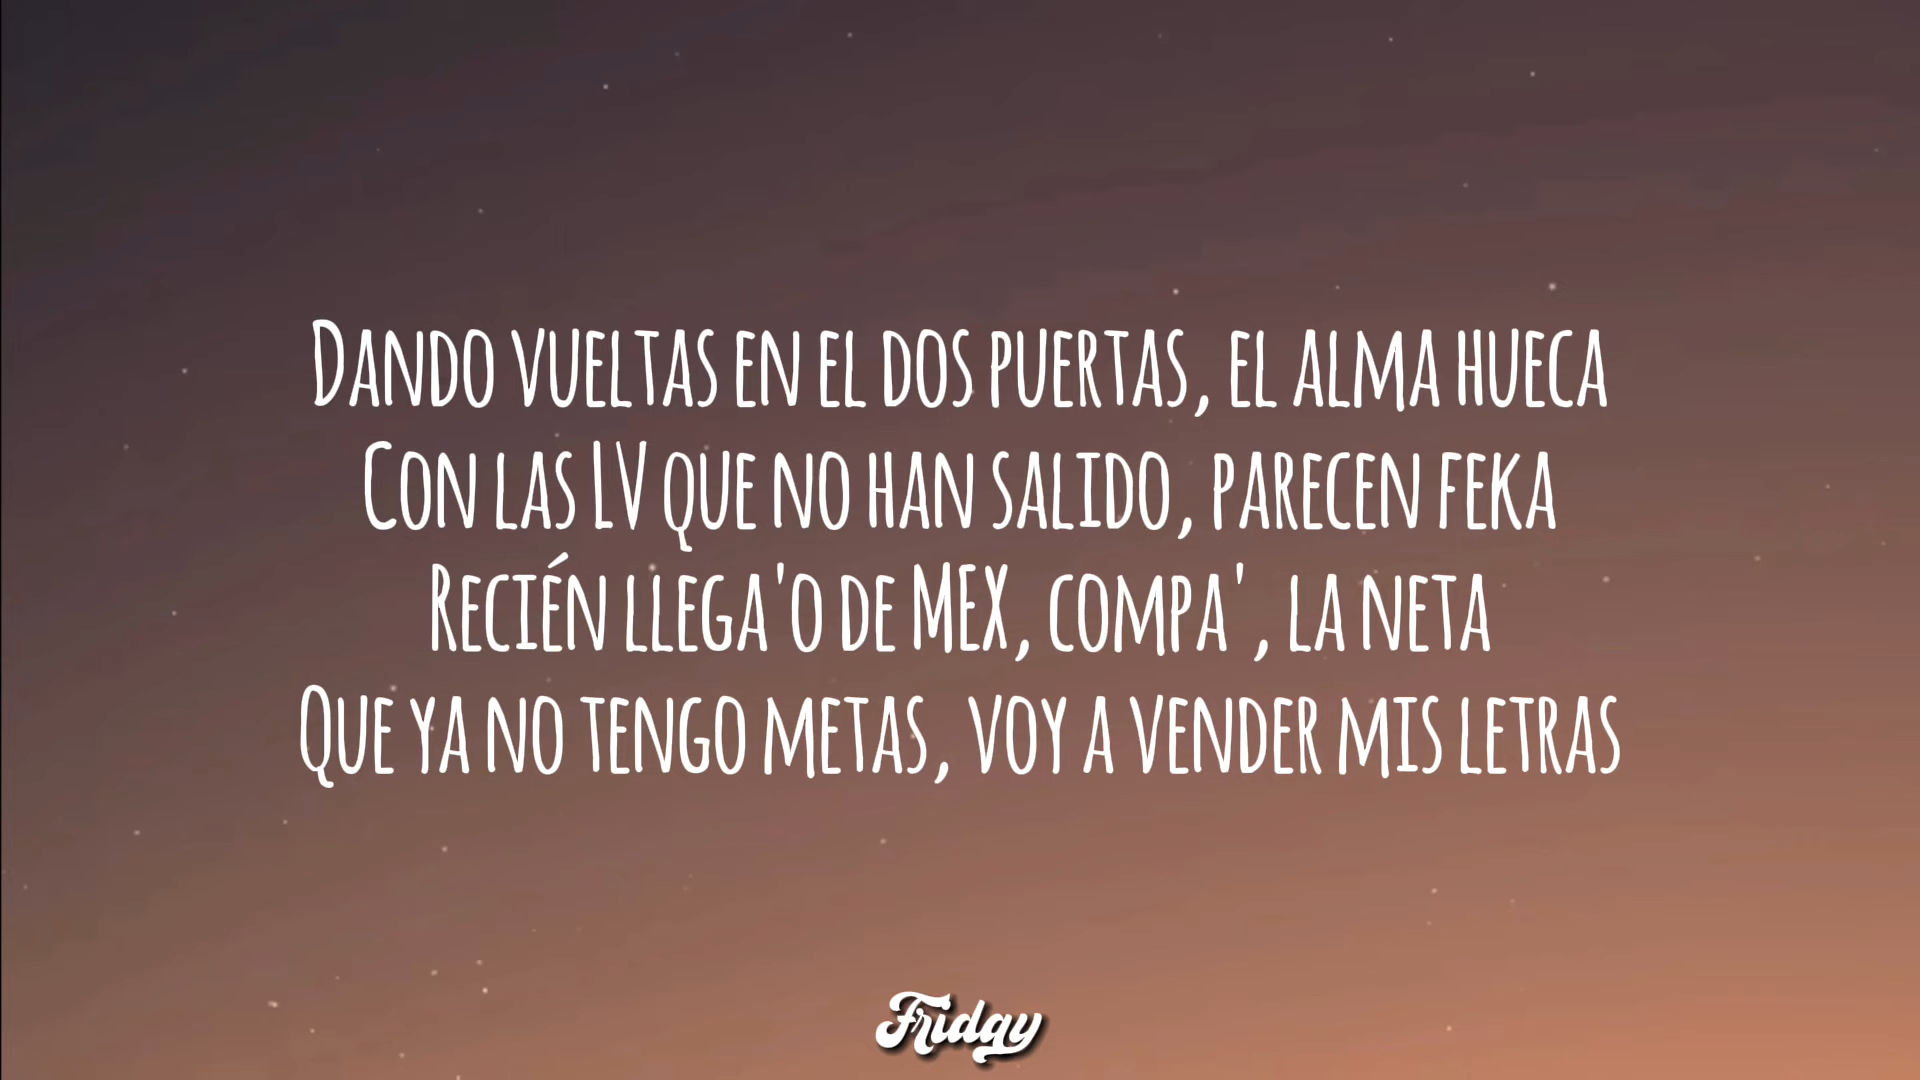 Dando vueltas en el dos puertas, el alma hueca
Con las LV que no han salido, parecen feka
Recién llega'o de MEX, compa', la neta
Que ya no tengo metas, voy a vender mis letras
Friday